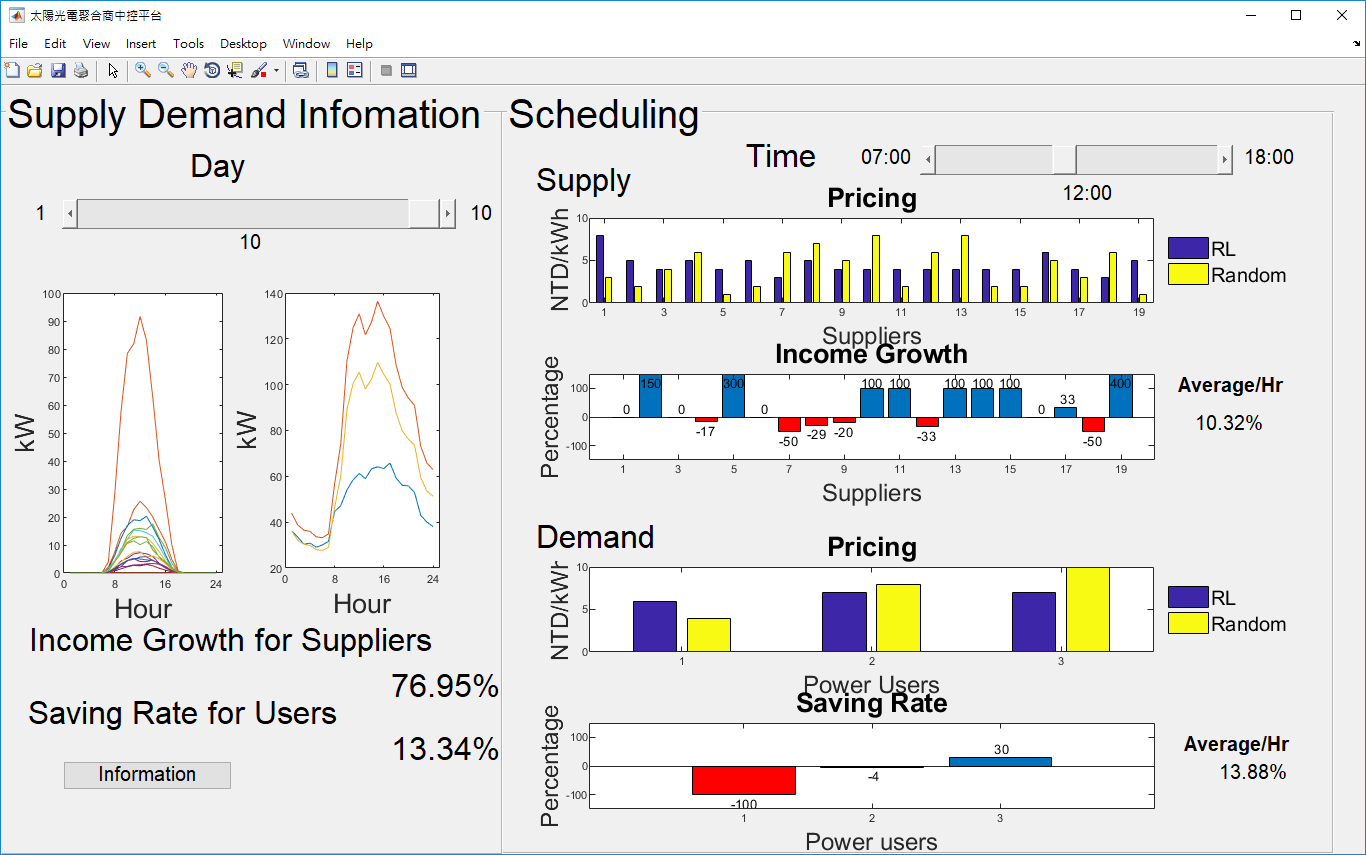 太陽光電聚合商中控平台
File Edit View Insert Tools Desktop Window Help
Supply Demand Infomation
Day
1 10
10
kW
100
90
80
70
60
50
40
30
20
10
0
0 8 16 24
Hour
kW
140
120
100
80
60
40
20
0 8 16 24
Hour
Income Growth for Suppliers
76.95%
Saving Rate for Users
13.34%
Information
Scheduling
Time 07:00 18:00
12:00
Supply
Pricing
NTD/kWh
10
5
0
1 3 5 7 9 11 13 15 17 19
Suppliers
RL
Random
Income Growth
Percentage
100
0
-100
0 150 0 -17 300 0 -50 -29 -20 100 100 -33 100 100 100 0 33 -50 400
1 3 5 7 9 11 13 15 17 19
Suppliers
Average/Hr
10.32%
Demand
Pricing
NTD/kWh
10
5
0
1 2 3
Power Users
RL
Random
Saving Rate
Percentage
100
0
-100
-100 -4 30
1 2 3
Power users
Average/Hr
13.88%